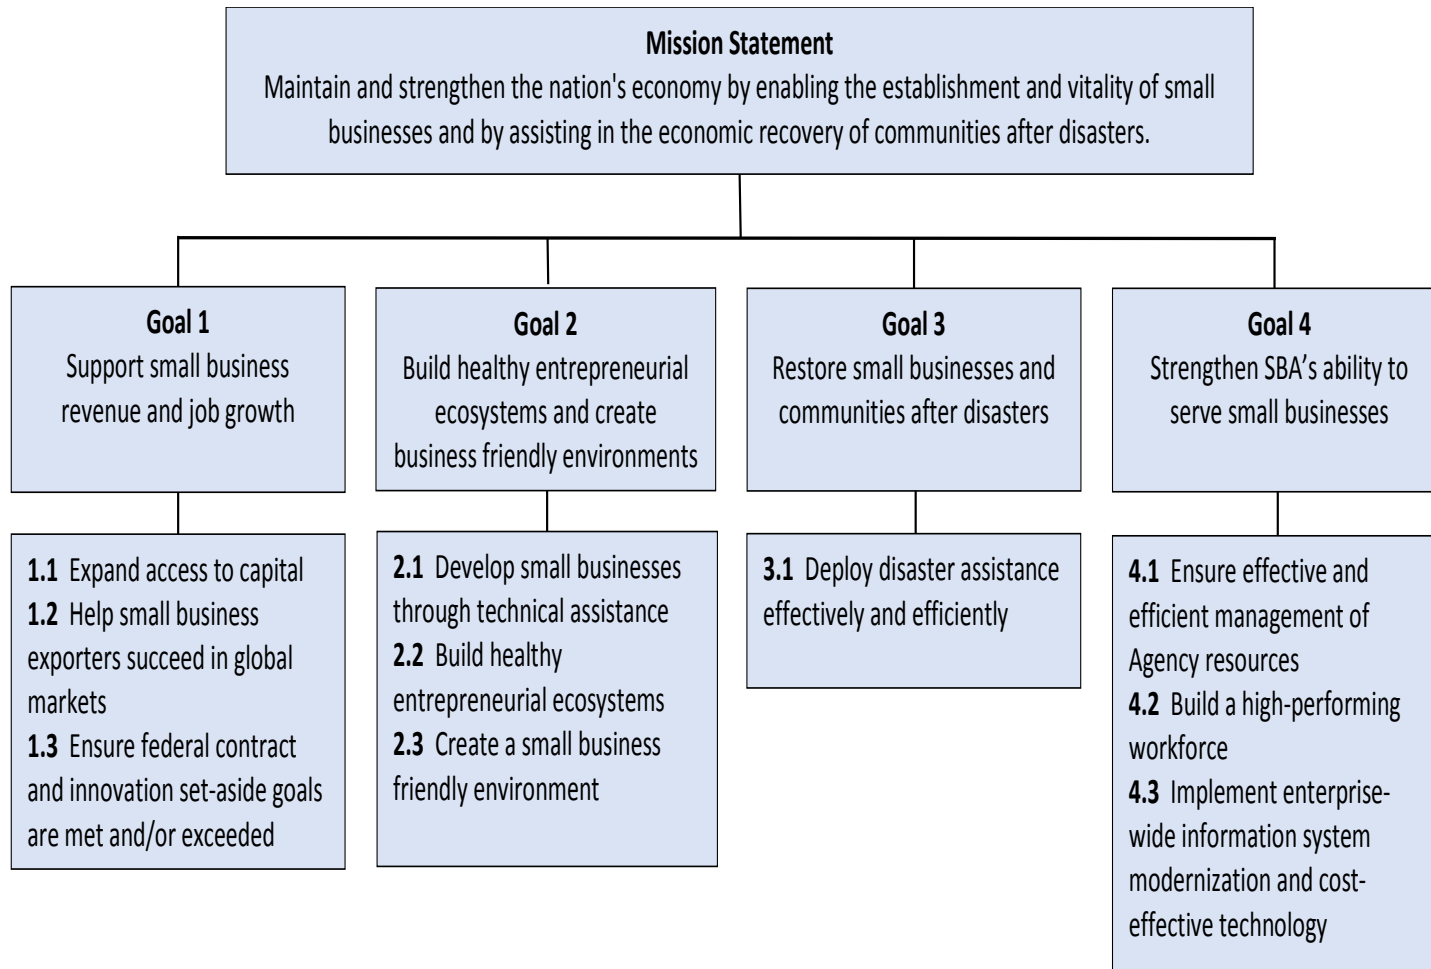 Mission Statement
Maintain and strengthen the nation's economy by enabling the establishment and vitality of small
businesses and by assisting in the economic recovery of communities after disasters.
Goal 1
Support small business
revenue and job growth
Goal 2
Build healthy entrepreneurial
ecosystems and create
business friendly environments
Goal 3
Restore small businesses and
communities after disasters
Goal 4
Strengthen SBA’s ability to
serve small businesses
1.1 Expand access to capital
1.2 Help small business
exporters succeed in global
markets
1.3 Ensure federal contract
and innovation set-aside goals
are met and/or exceeded
2.1 Develop small businesses
through technical assistance
2.2 Build healthy
entrepreneurial ecosystems
2.3 Create a small business
friendly environment
3.1 Deploy disaster assistance
effectively and efficiently
4.1 Ensure effective and
efficient management of
Agency resources
4.2 Build a high-performing
workforce
4.3 Implement enterprise-
wide information system
modernization and cost-
effective technology